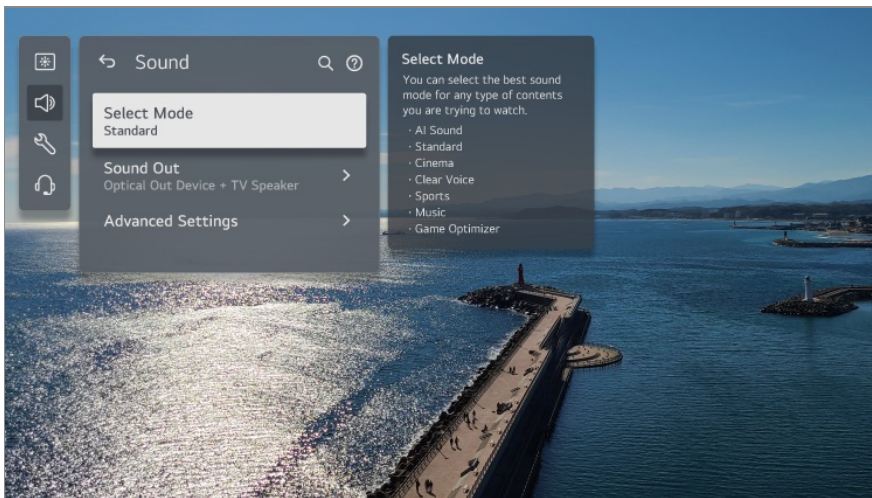 Sound
Select Mode
Standard
Sound Out
Optical Out Device + TV Speaker
Advanced Settings
Select Mode
You can select the best sound
mode for any type of contents
you are trying to watch.
· AI Sound
· Standard
· Cinema
· Clear Voice
· Sports
· Music
· Game Optimizer